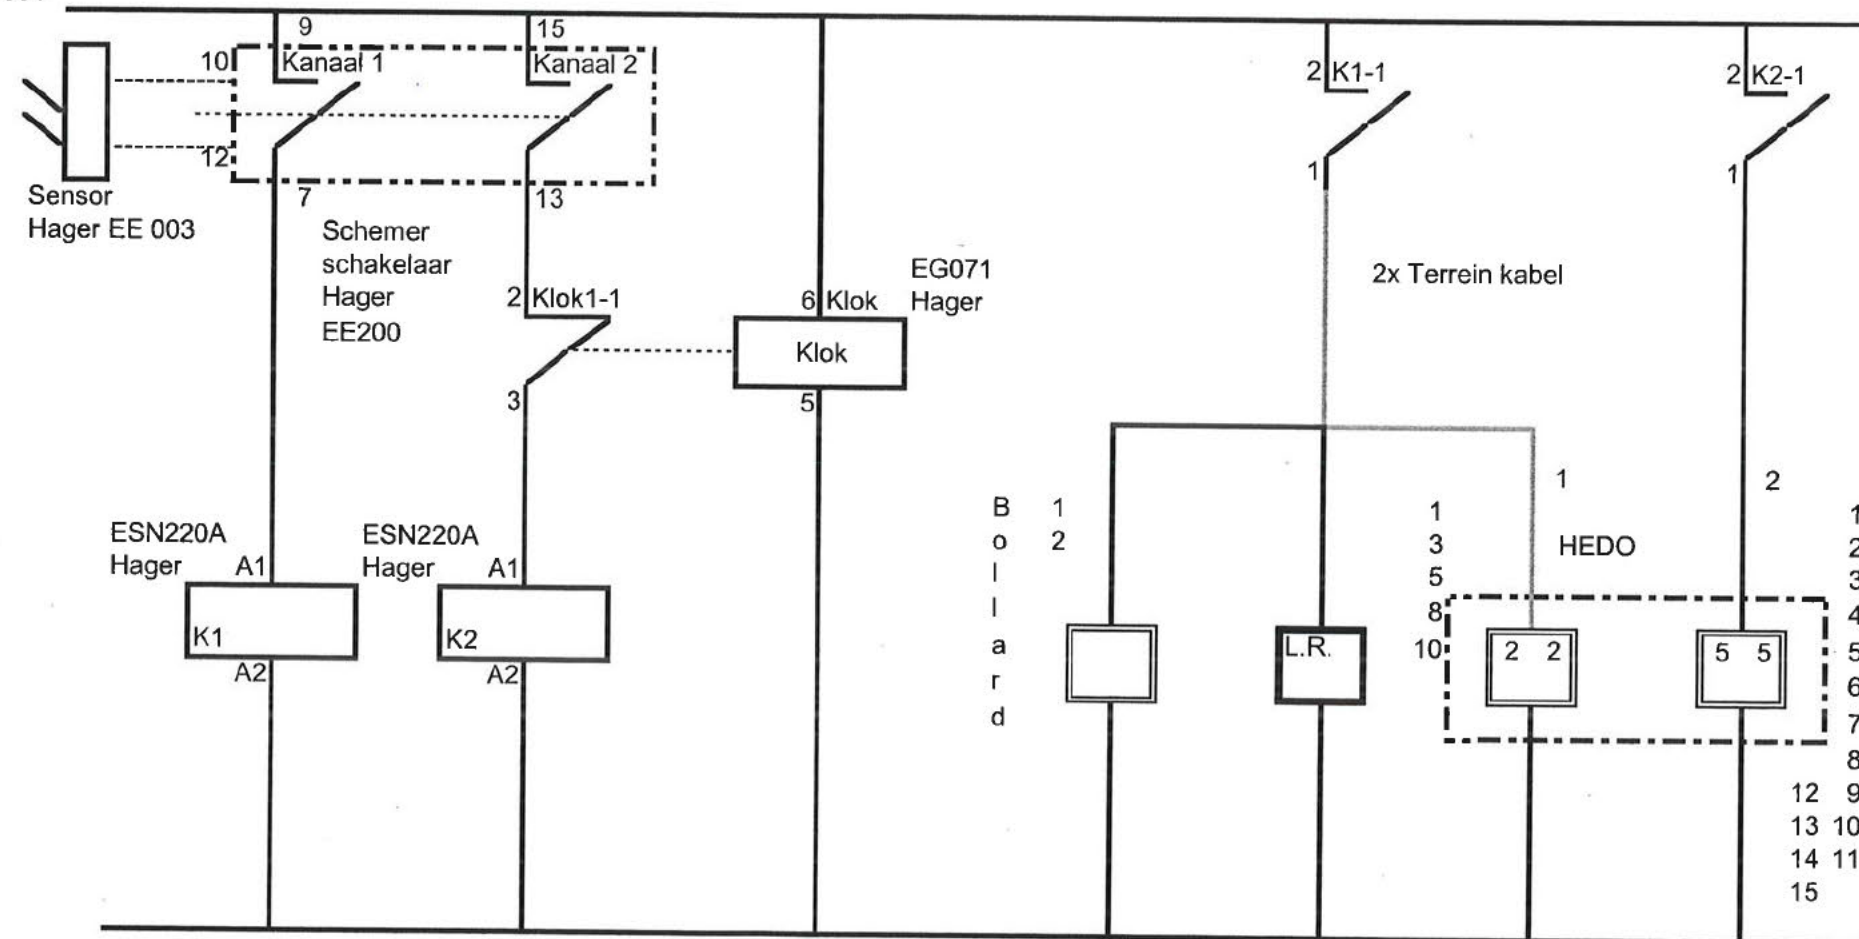 9
15
10
Kanaal 1
Kanaal 2
2 K1-1
2 K2-1
12
7
13
1
1
Sensor
Hager EE 003
Schemer
schakelaar
Hager
EE200
2 Klok1-1
6 Klok
EG071
Hager
2x Terrein kabel
Klok
3
5
ESN220A
Hager
A1
K1
A2
ESN220A
Hager
A1
K2
A2
B
o
l
l
a
r
d
1
2
L.R.
1
3
5
8
10
1
HEDO
2 2
2
5 5
1
2
3
4
5
6
7
8
12 9
13 10
14 11
15